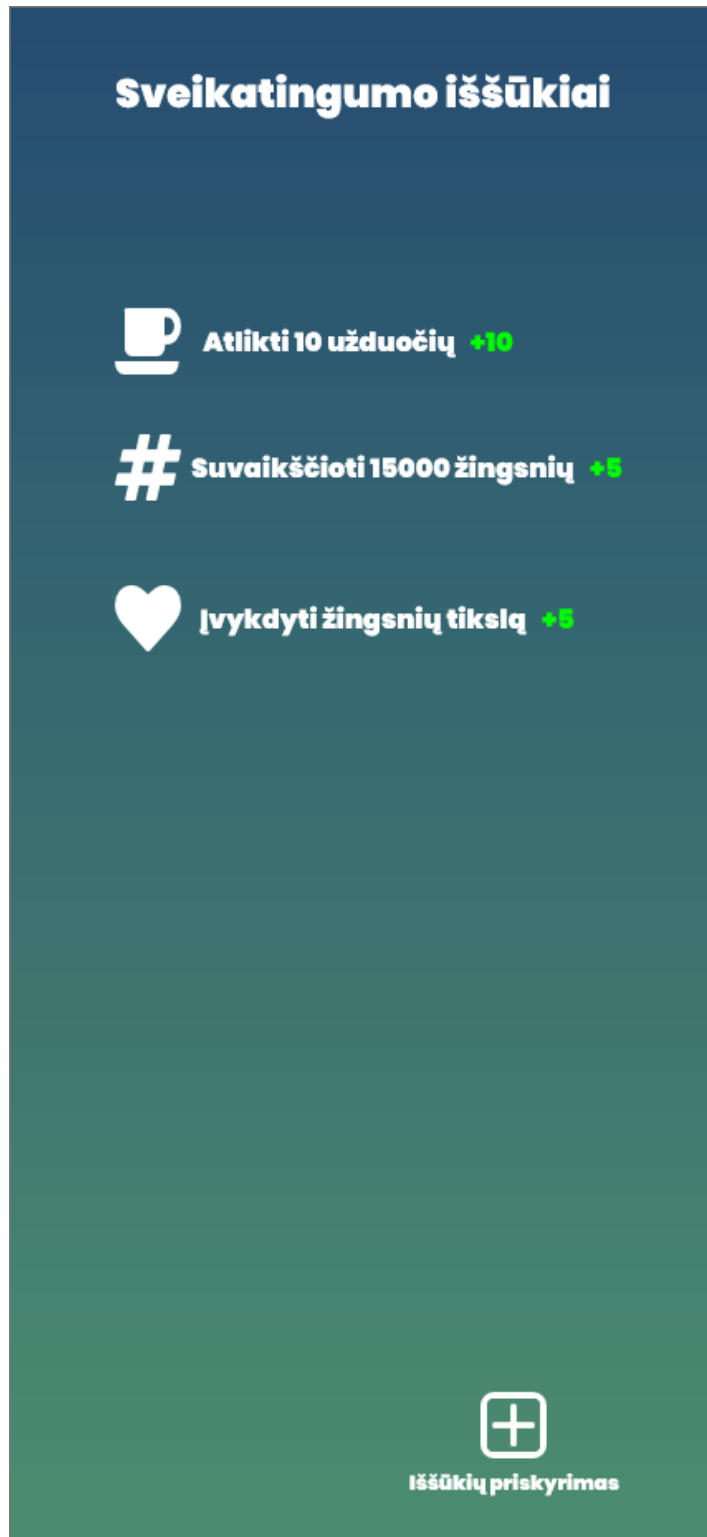 Sveikatingumo iššūkiai
Atlikti 10 užduočių +10
Suvaikščioti 15000 žingsnių +5
Įvykdyti žingsnių tikslą +5
Iššūkių priskyrimas